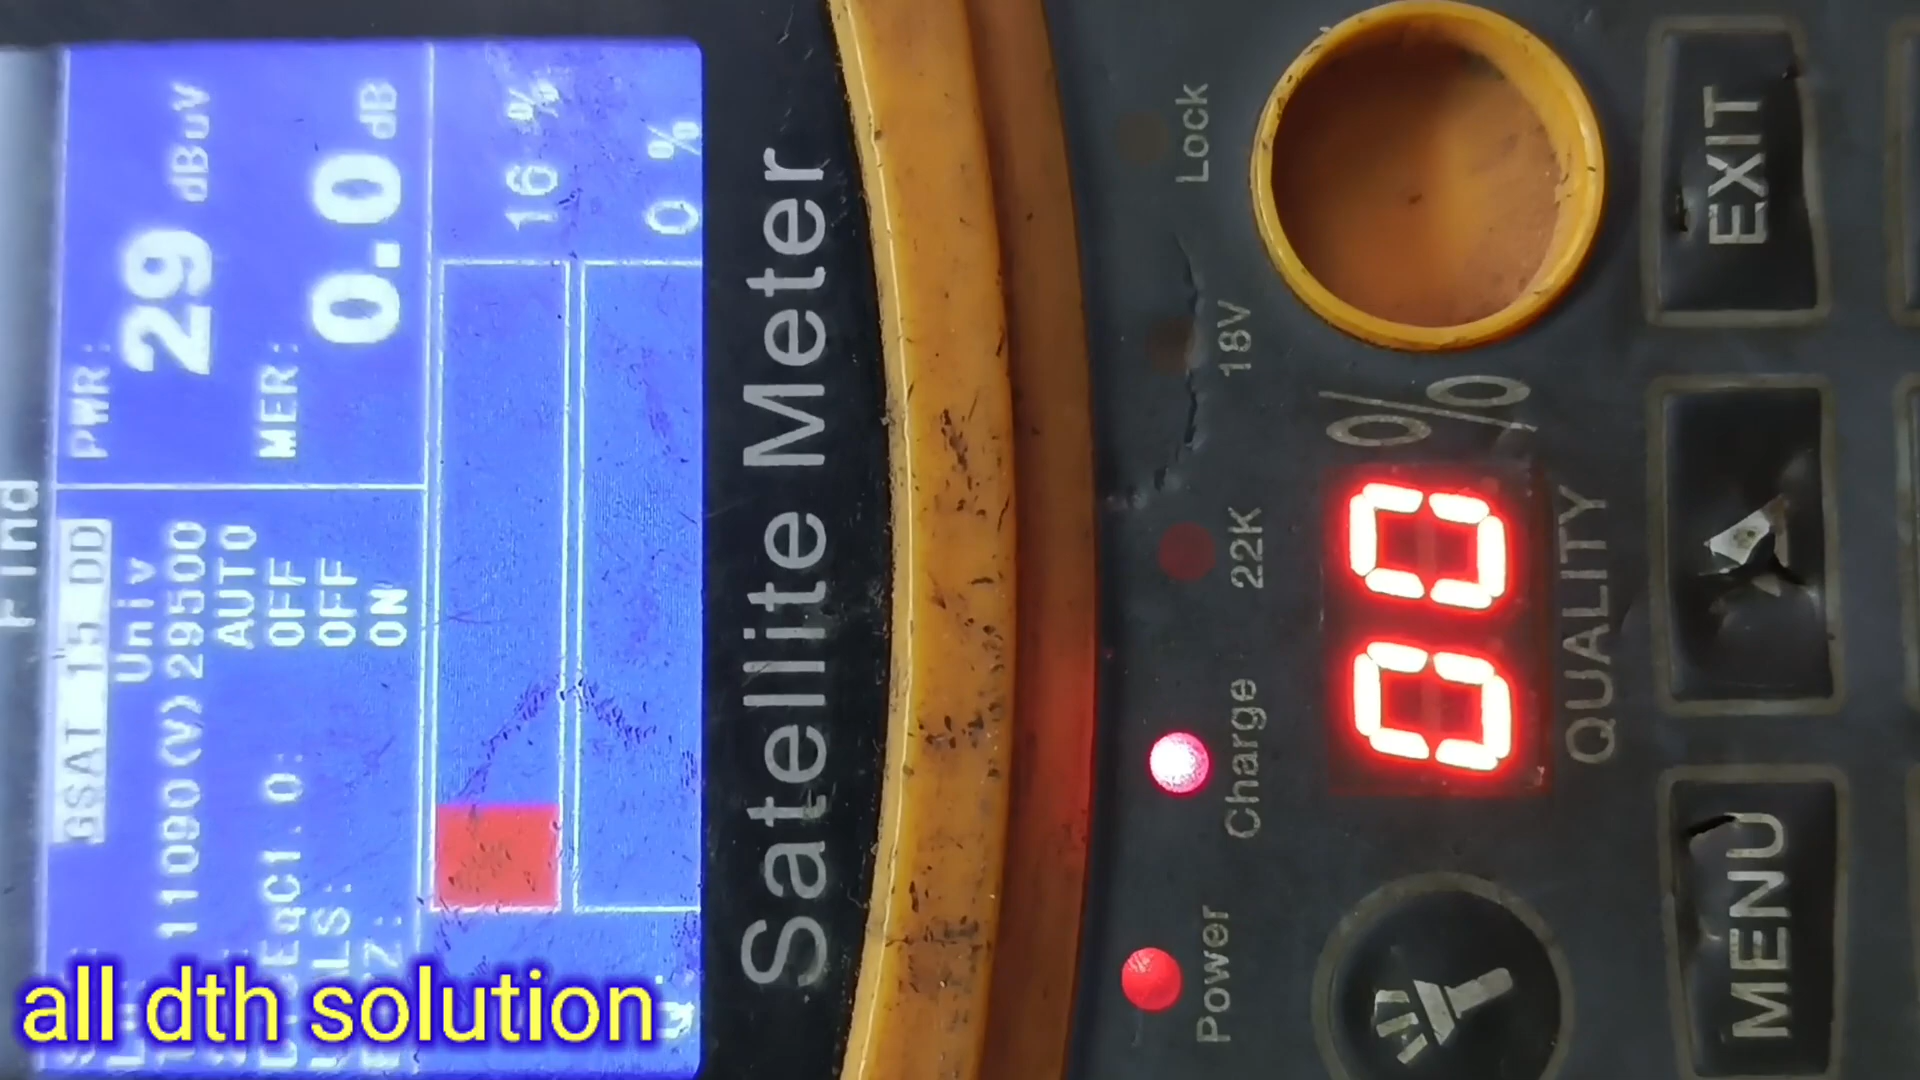 Find
GSAT 15 DD
Univ
11090(V)29500
AUTO
OFF
OFF
ON
PWR:
29 dBuV
MER:
0.0 dB
16 %
0 %
Satellite Meter
Power
Charge
22K
18V
Lock
00 %
QUALITY
MENU
EXIT
all dth solution